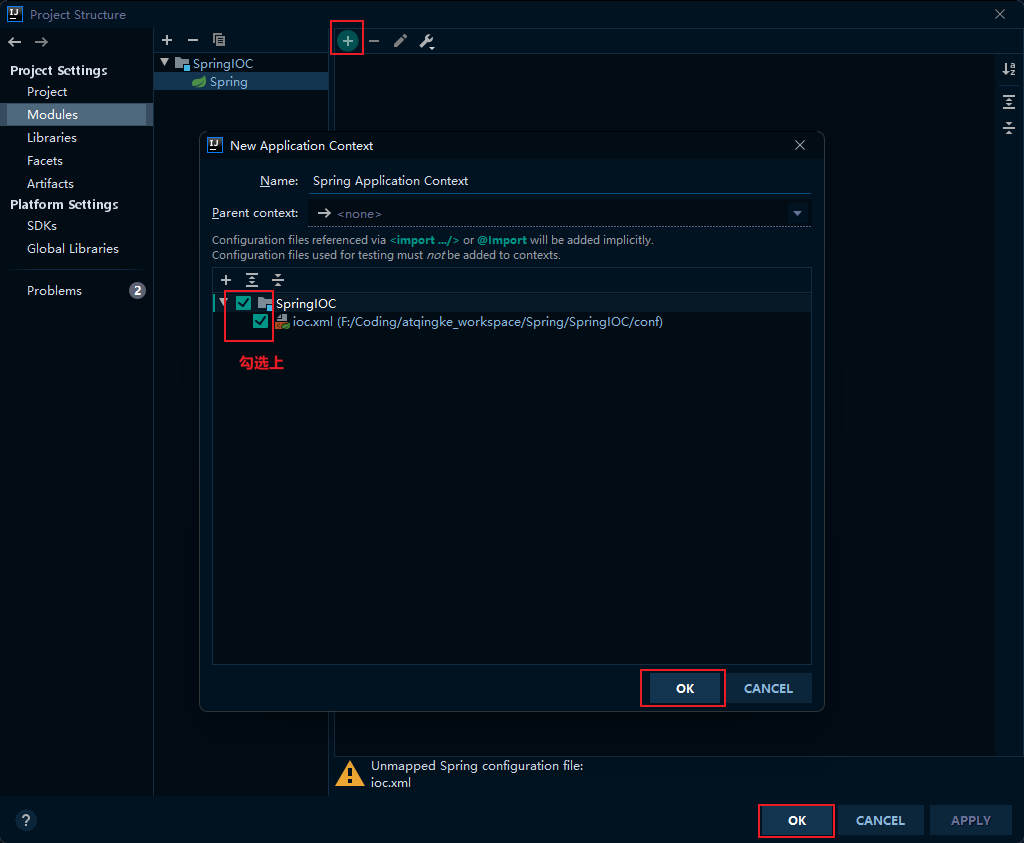 Project Structure
Project Settings
Project
Modules
Libraries
Facets
Artifacts
Platform Settings
SDKs
Global Libraries
Problems
2
SpringIOC
Spring
New Application Context
Name:
Spring Application Context
Parent context:
<none>
Configuration files referenced via <import .../> or @Import will be added implicitly.
Configuration files used for testing must not be added to contexts.
SpringIOC
ioc.xml (F:/Coding/atqingke_workspace/Spring/SpringIOC/conf)
勾选上
OK
CANCEL
Unmapped Spring configuration file:
ioc.xml
?
OK
CANCEL
APPLY